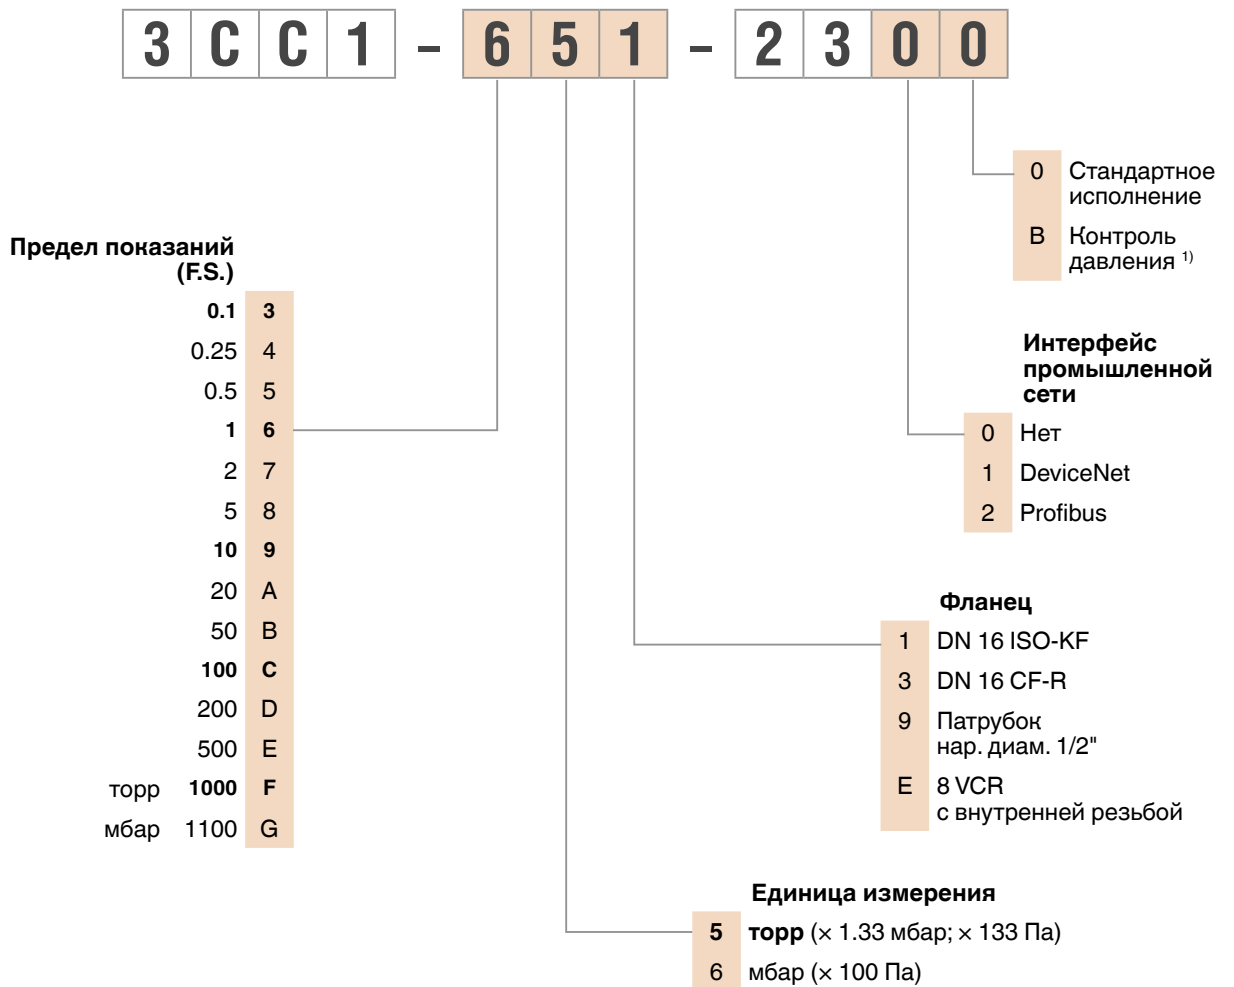 3CC1 – 651 – 2300
0 Стандартное
исполнение
B Контроль
давления 1)
Предел показаний
(F.S.)
0.1 3
0.25 4
0.5 5
1 6
2 7
5 8
10 9
20 A
50 B
100 C
200 D
500 E
торр 1000 F
мбар 1100 G
Интерфейс
промышленной
сети
0 Нет
1 DeviceNet
2 Profibus
Фланец
1 DN 16 ISO-KF
3 DN 16 CF-R
9 Патрубок
нар. диам. 1/2"
E 8 VCR
с внутренней резьбой
Единица измерения
5 торр (× 1.33 мбар; × 133 Па)
6 мбар (× 100 Па)